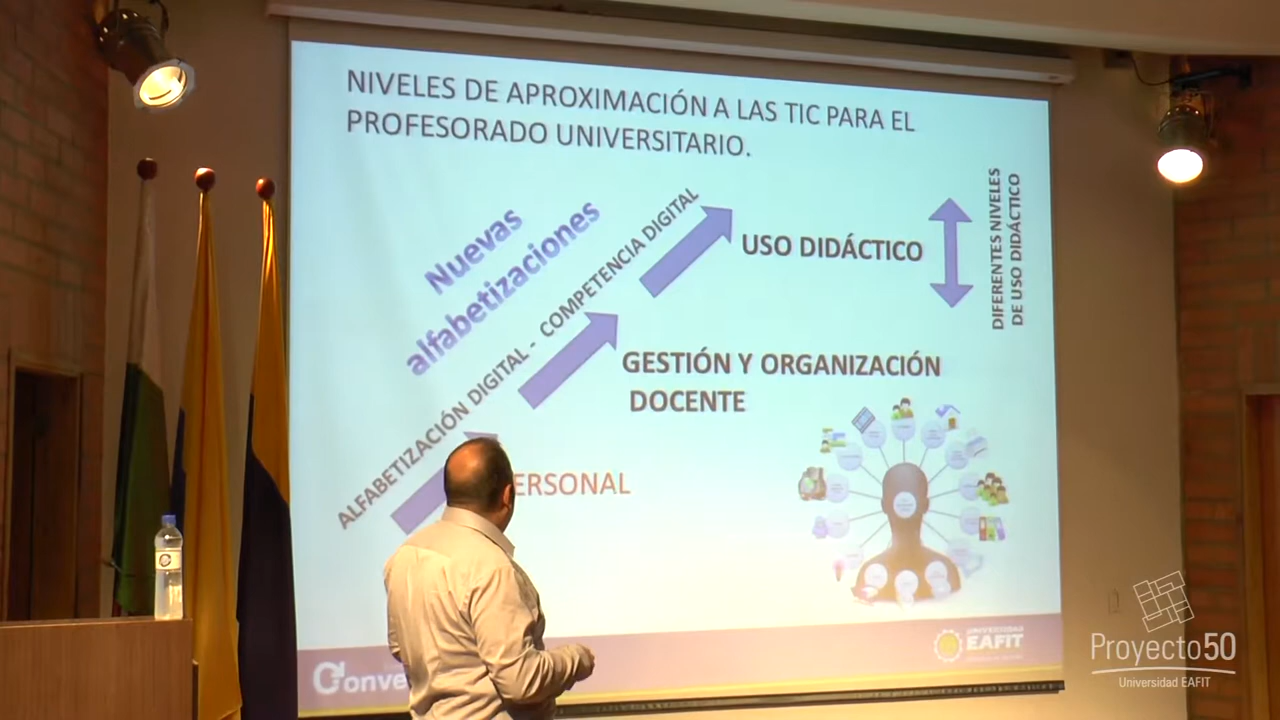 NIVELES DE APROXIMACIÓN A LAS TIC PARA EL
PROFESORADO UNIVERSITARIO.
Nuevas
alfabetizaciones
ALFABETIZACIÓN DIGITAL - COMPETENCIA DIGITAL
USO DIDÁCTICO
DIFERENTES NIVELES
DE USO DIDÁCTICO
GESTIÓN Y ORGANIZACIÓN
DOCENTE
ERSONAL
Conve
UNIVERSIDAD
EAFIT
Proyecto50
Universidad EAFIT